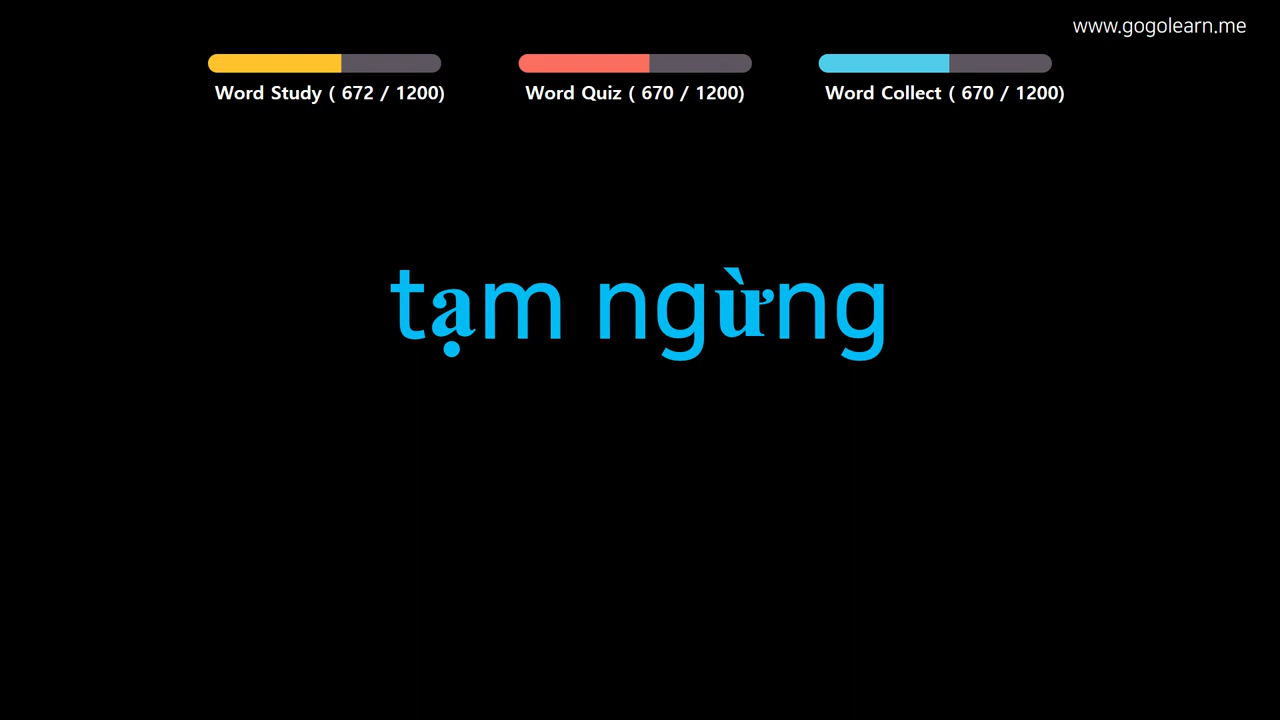 www.gogolearn.me
Word Study ( 672 / 1200)
Word Quiz ( 670 / 1200)
Word Collect ( 670 / 1200)
tạm ngừng